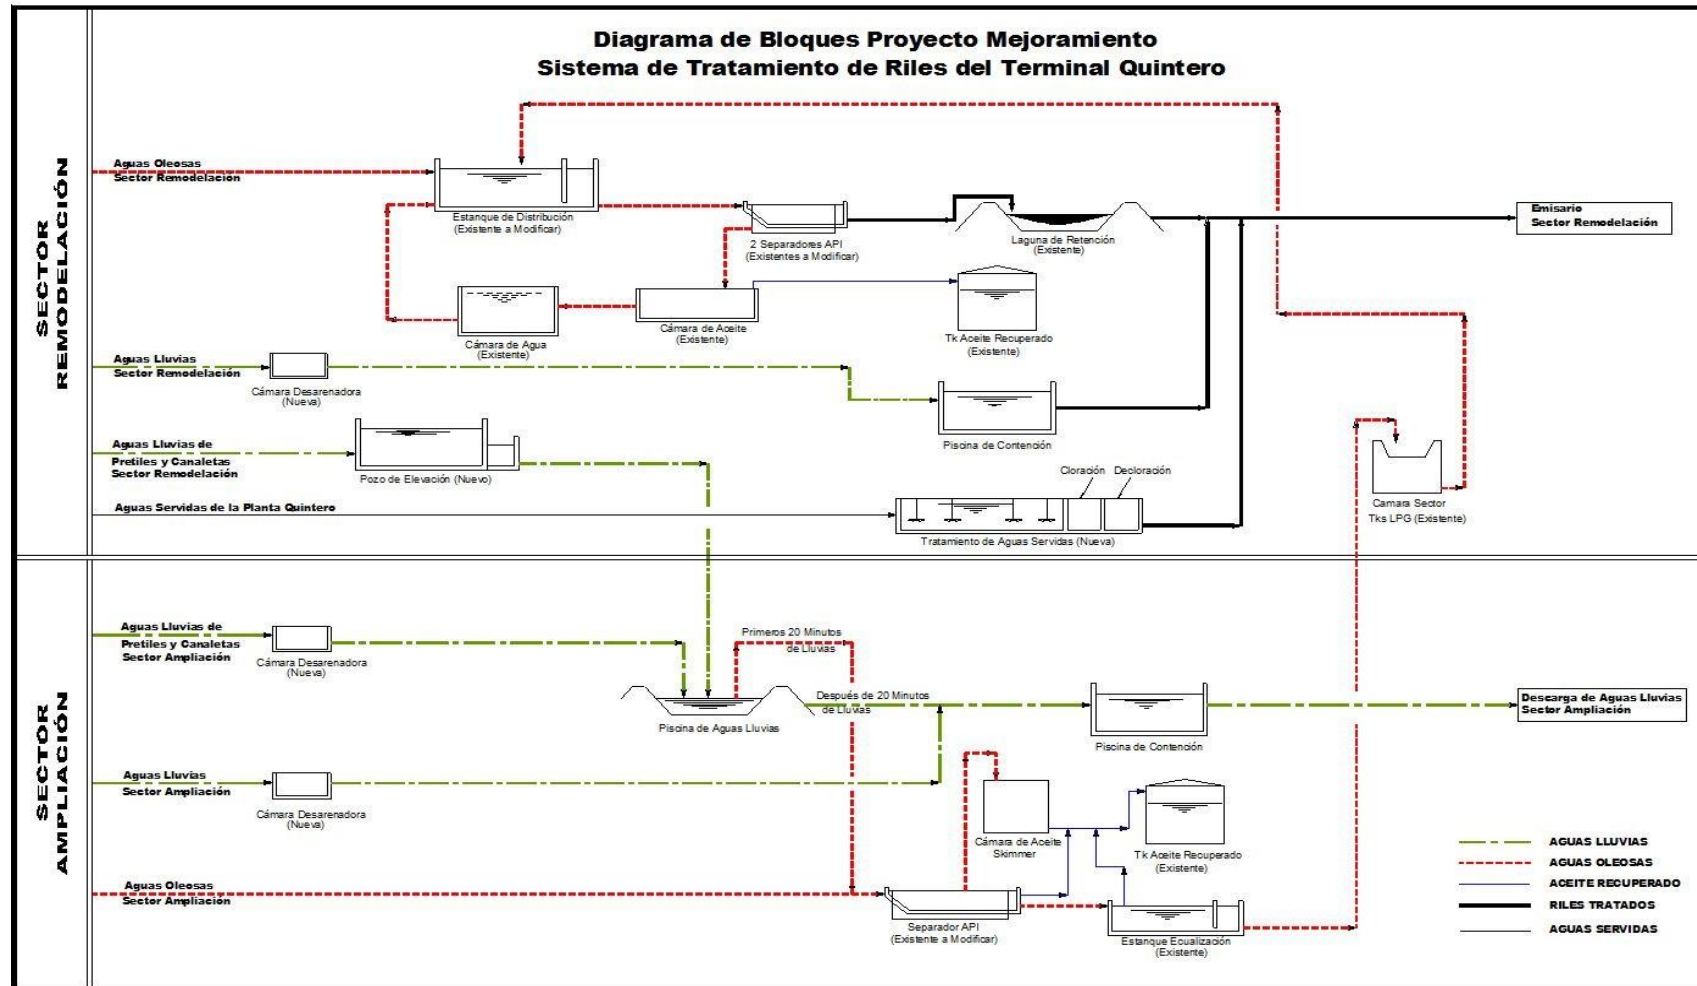 Diagrama de Bloques Proyecto Mejoramiento
Sistema de Tratamiento de Riles del Terminal Quintero
SECTOR
REMODELACIÓN
Aguas Oleosas
Sector Remodelación
Estanque de Distribución
(Existente a Modificar)
2 Separadores API
(Existentes a Modificar)
Laguna de Retención
(Existente)
Emisario
Sector Remodelación
Cámara de Agua
(Existente)
Cámara de Aceite
(Existente)
Tk Aceite Recuperado
(Existente)
Aguas Lluvias
Sector Remodelación
Cámara Desarenadora
(Nueva)
Piscina de Contención
Aguas Lluvias de
Pretiles y Canaletas
Sector Remodelación
Pozo de Elevación (Nuevo)
Cloración
Decloración
Camara Sector
Tks LPG (Existente)
Aguas Servidas de la Planta Quintero
Tratamiento de Aguas Servidas (Nueva)
SECTOR
AMPLIACIÓN
Aguas Lluvias de
Pretiles y Canaletas
Sector Ampliación
Cámara Desarenadora
(Nueva)
Primeros 20 Minutos
de Lluvias
Piscina de Aguas Lluvias
Después de 20 Minutos
de Lluvias
Piscina de Contención
Descarga de Aguas Lluvias
Sector Ampliación
Aguas Lluvias
Sector Ampliación
Cámara Desarenadora
(Nueva)
Cámara de Aceite
Skimmer
Tk Aceite Recuperado
(Existente)
Aguas Oleosas
Sector Ampliación
Separador API
(Existente a Modificar)
Estanque Ecualización
(Existente)
AGUAS LLUVIAS
AGUAS OLEOSAS
ACEITE RECUPERADO
RILES TRATADOS
AGUAS SERVIDAS